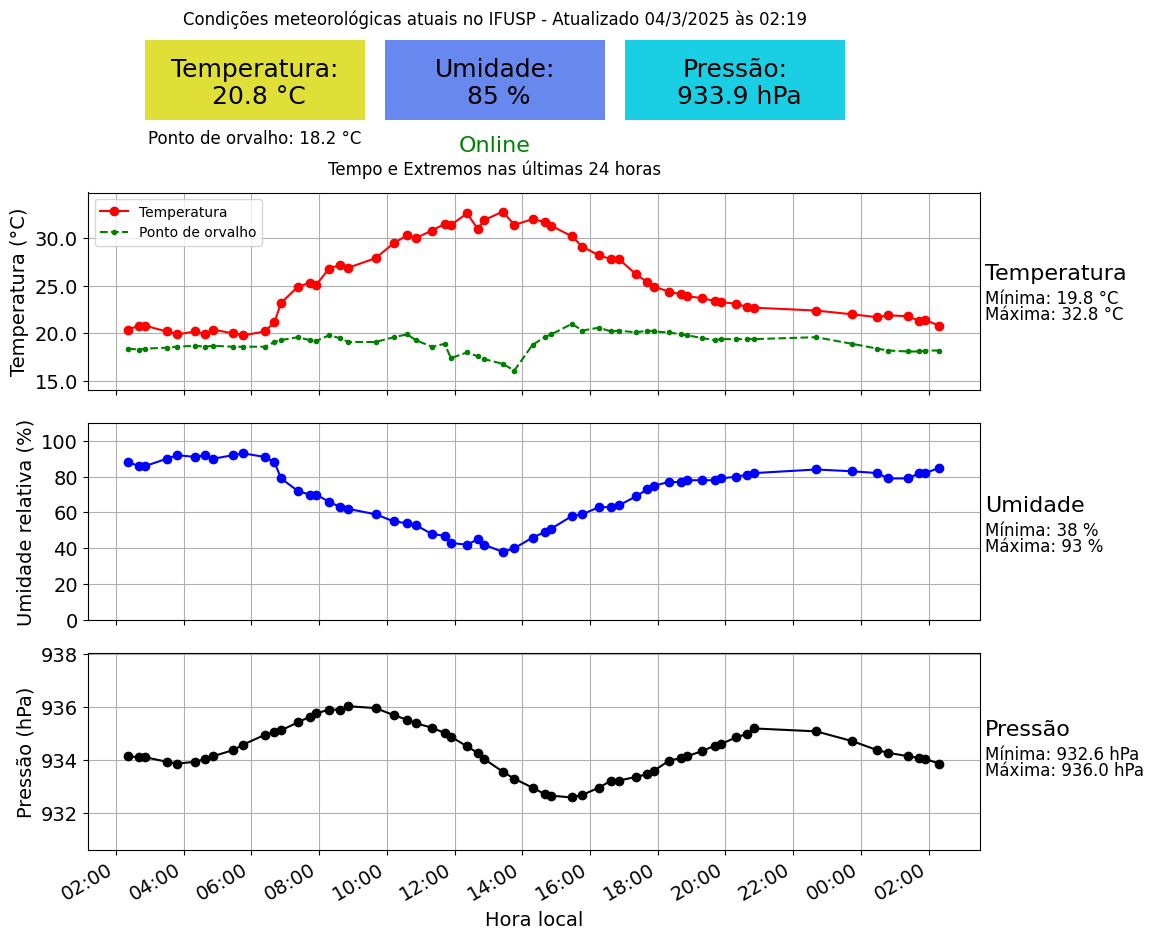 Condições meteorológicas atuais no IFUSP - Atualizado 04/3/2025 às 02:19
Temperatura:
20.8 °C
Umidade:
85 %
Pressão:
933.9 hPa
Ponto de orvalho: 18.2 °C
Online
Tempo e Extremos nas últimas 24 horas
Temperatura (°C)
30.0
25.0
20.0
15.0
Temperatura
Ponto de orvalho
Temperatura
Mínima: 19.8 °C
Máxima: 32.8 °C
Umidade relativa (%)
100
80
60
40
20
0
Umidade
Mínima: 38 %
Máxima: 93 %
Pressão (hPa)
938
936
934
932
Pressão
Mínima: 932.6 hPa
Máxima: 936.0 hPa
02:00
04:00
06:00
08:00
10:00
12:00
14:00
16:00
18:00
20:00
22:00
00:00
02:00
Hora local